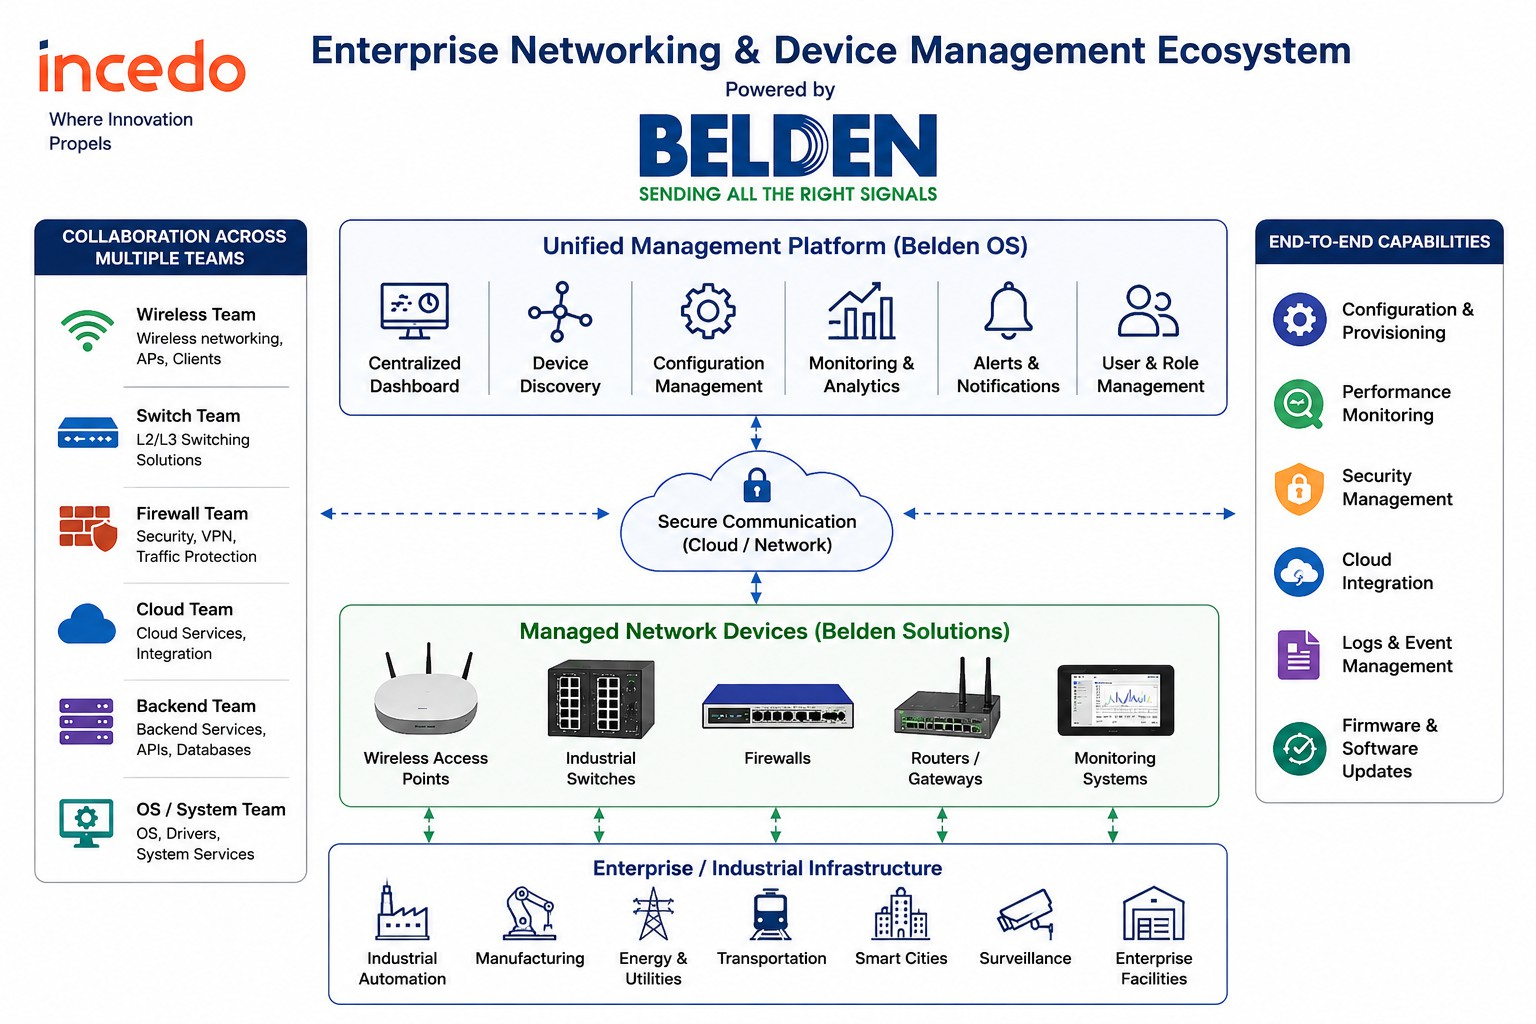 incedo
Where Innovation
Propels
Enterprise Networking & Device Management Ecosystem
Powered by
BELDEN
SENDING ALL THE RIGHT SIGNALS
COLLABORATION ACROSS
MULTIPLE TEAMS
Wireless Team
Wireless networking,
APs, Clients
Switch Team
L2/L3 Switching
Solutions
Firewall Team
Security, VPN,
Traffic Protection
Cloud Team
Cloud Services,
Integration
Backend Team
Backend Services,
APIs, Databases
OS / System Team
OS, Drivers,
System Services
Unified Management Platform (Belden OS)
Centralized
Dashboard
Device
Discovery
Configuration
Management
Monitoring &
Analytics
Alerts &
Notifications
User & Role
Management
Secure Communication
(Cloud / Network)
Managed Network Devices (Belden Solutions)
Wireless Access
Points
Industrial
Switches
Firewalls
Routers /
Gateways
Monitoring
Systems
Enterprise / Industrial Infrastructure
Industrial
Automation
Manufacturing
Energy &
Utilities
Transportation
Smart Cities
Surveillance
Enterprise
Facilities
END-TO-END CAPABILITIES
Configuration &
Provisioning
Performance
Monitoring
Security
Management
Cloud
Integration
Logs & Event
Management
Firmware &
Software
Updates